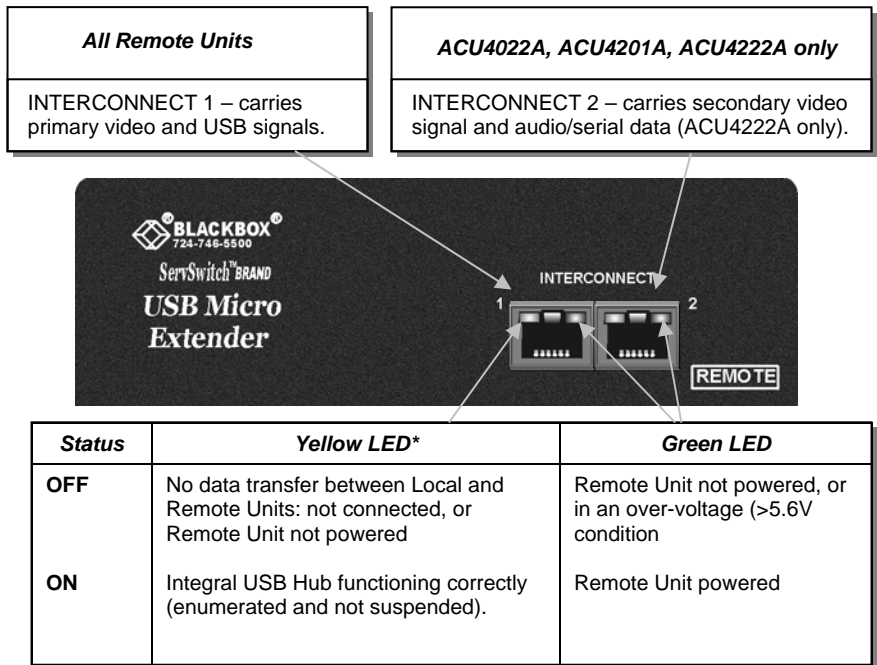 All Remote Units
INTERCONNECT 1 – carries
primary video and USB signals.
ACU4022A, ACU4201A, ACU4222A only
INTERCONNECT 2 – carries secondary video
signal and audio/serial data (ACU4222A only).
BLACKBOX®
724-746-5500
ServSwitch™BRAND
USB Micro
Extender
INTERCONNECT
1
2
REMOTE
Status
Yellow LED*
Green LED
OFF
No data transfer between Local and
Remote Units: not connected, or
Remote Unit not powered
Remote Unit not powered, or
in an over-voltage (>5.6V
condition
ON
Integral USB Hub functioning correctly
(enumerated and not suspended).
Remote Unit powered